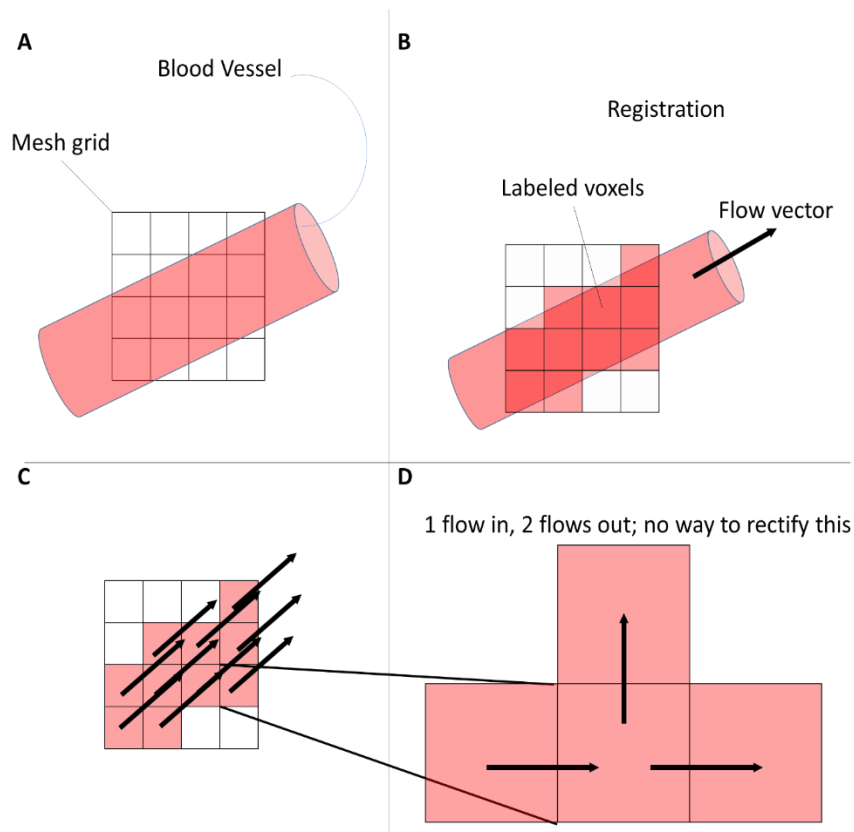 A
Blood Vessel
Mesh grid
B
Registration
Labeled voxels
Flow vector
C
D
1 flow in, 2 flows out; no way to rectify this